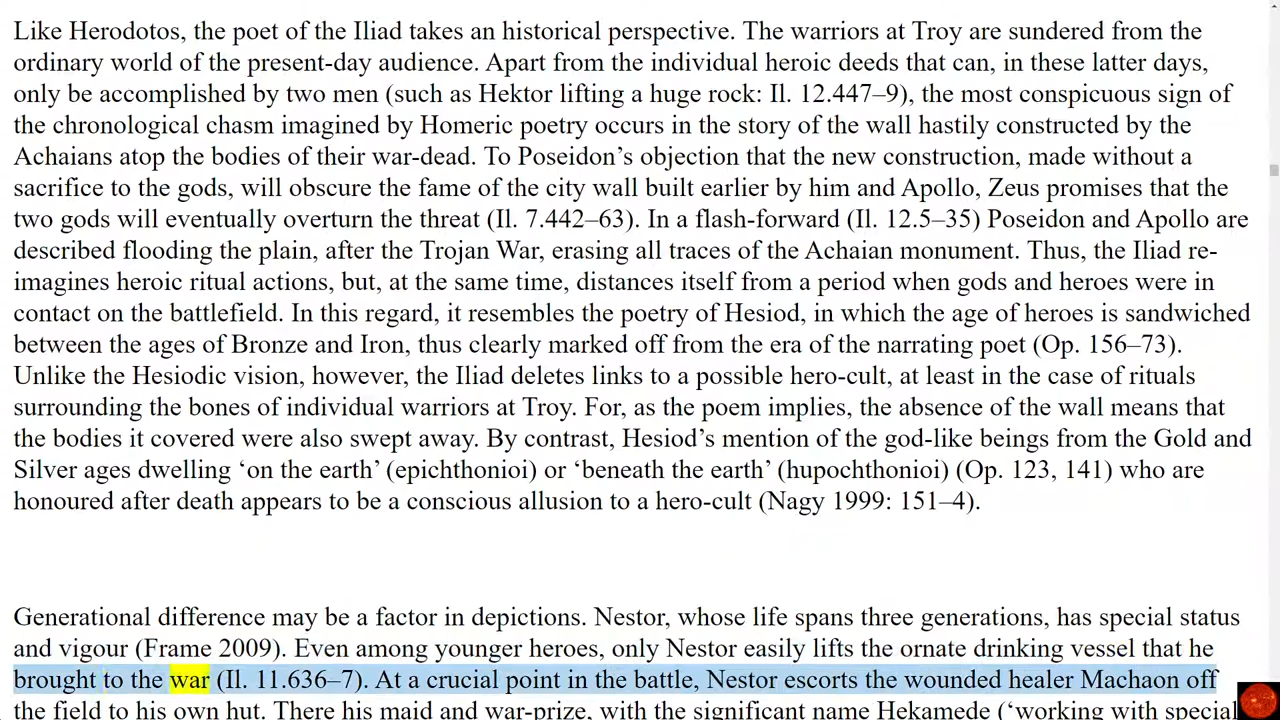 Like Herodotos, the poet of the Iliad takes an historical perspective. The warriors at Troy are sundered from the
ordinary world of the present-day audience. Apart from the individual heroic deeds that can, in these latter days,
only be accomplished by two men (such as Hektor lifting a huge rock: Il. 12.447–9), the most conspicuous sign of
the chronological chasm imagined by Homeric poetry occurs in the story of the wall hastily constructed by the
Achaians atop the bodies of their war-dead. To Poseidon’s objection that the new construction, made without a
sacrifice to the gods, will obscure the fame of the city wall built earlier by him and Apollo, Zeus promises that the
two gods will eventually overturn the threat (Il. 7.442–63). In a flash-forward (Il. 12.5–35) Poseidon and Apollo are
described flooding the plain, after the Trojan War, erasing all traces of the Achaian monument. Thus, the Iliad re-
imagines heroic ritual actions, but, at the same time, distances itself from a period when gods and heroes were in
contact on the battlefield. In this regard, it resembles the poetry of Hesiod, in which the age of heroes is sandwiched
between the ages of Bronze and Iron, thus clearly marked off from the era of the narrating poet (Op. 156–73).
Unlike the Hesiodic vision, however, the Iliad deletes links to a possible hero-cult, at least in the case of rituals
surrounding the bones of individual warriors at Troy. For, as the poem implies, the absence of the wall means that
the bodies it covered were also swept away. By contrast, Hesiod’s mention of the god-like beings from the Gold and
Silver ages dwelling ‘on the earth’ (epichthonioi) or ‘beneath the earth’ (hupochthonioi) (Op. 123, 141) who are
honoured after death appears to be a conscious allusion to a hero-cult (Nagy 1999: 151–4).
Generational difference may be a factor in depictions. Nestor, whose life spans three generations, has special status
and vigour (Frame 2009). Even among younger heroes, only Nestor easily lifts the ornate drinking vessel that he
brought to the war (Il. 11.636–7). At a crucial point in the battle, Nestor escorts the wounded healer Machaon off
the field to his own hut. There his maid and war-prize, with the significant name Hekamede (‘working with special